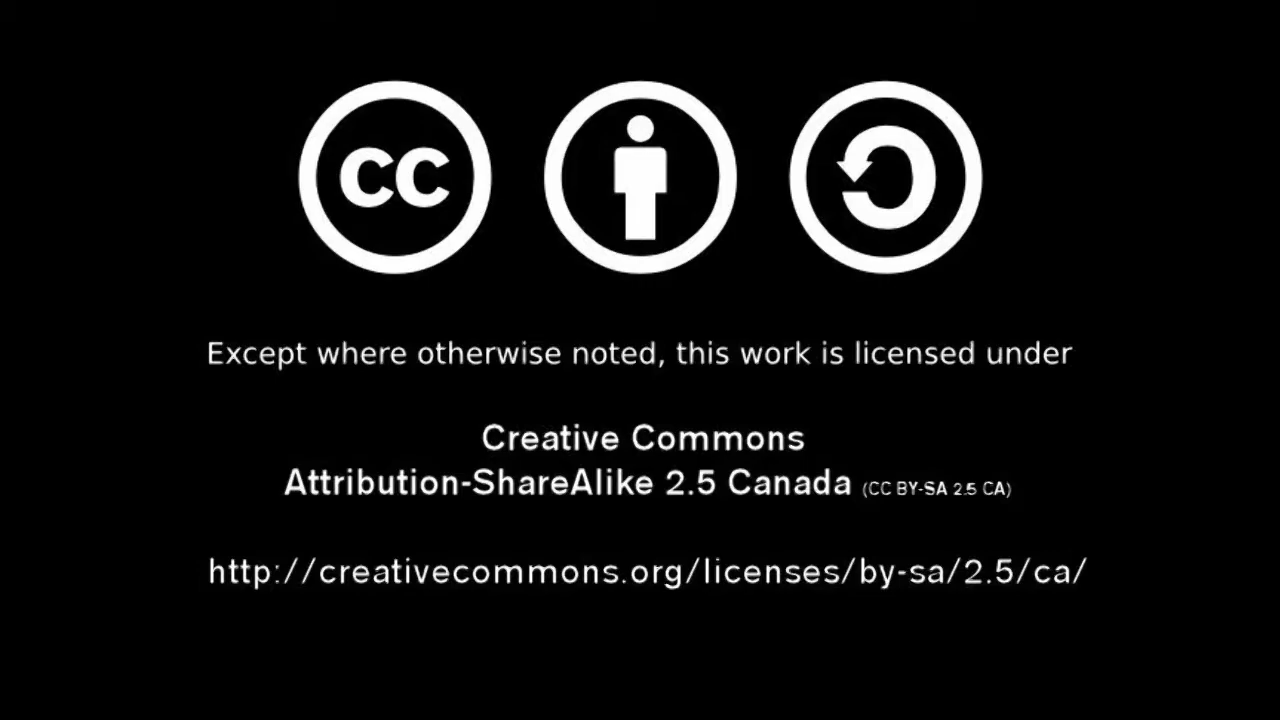 cc
Except where otherwise noted, this work is licensed under
Creative Commons
Attribution-ShareAlike 2.5 Canada (CC BY-SA 2.5 CA)
http://creativecommons.org/licenses/by-sa/2.5/ca/